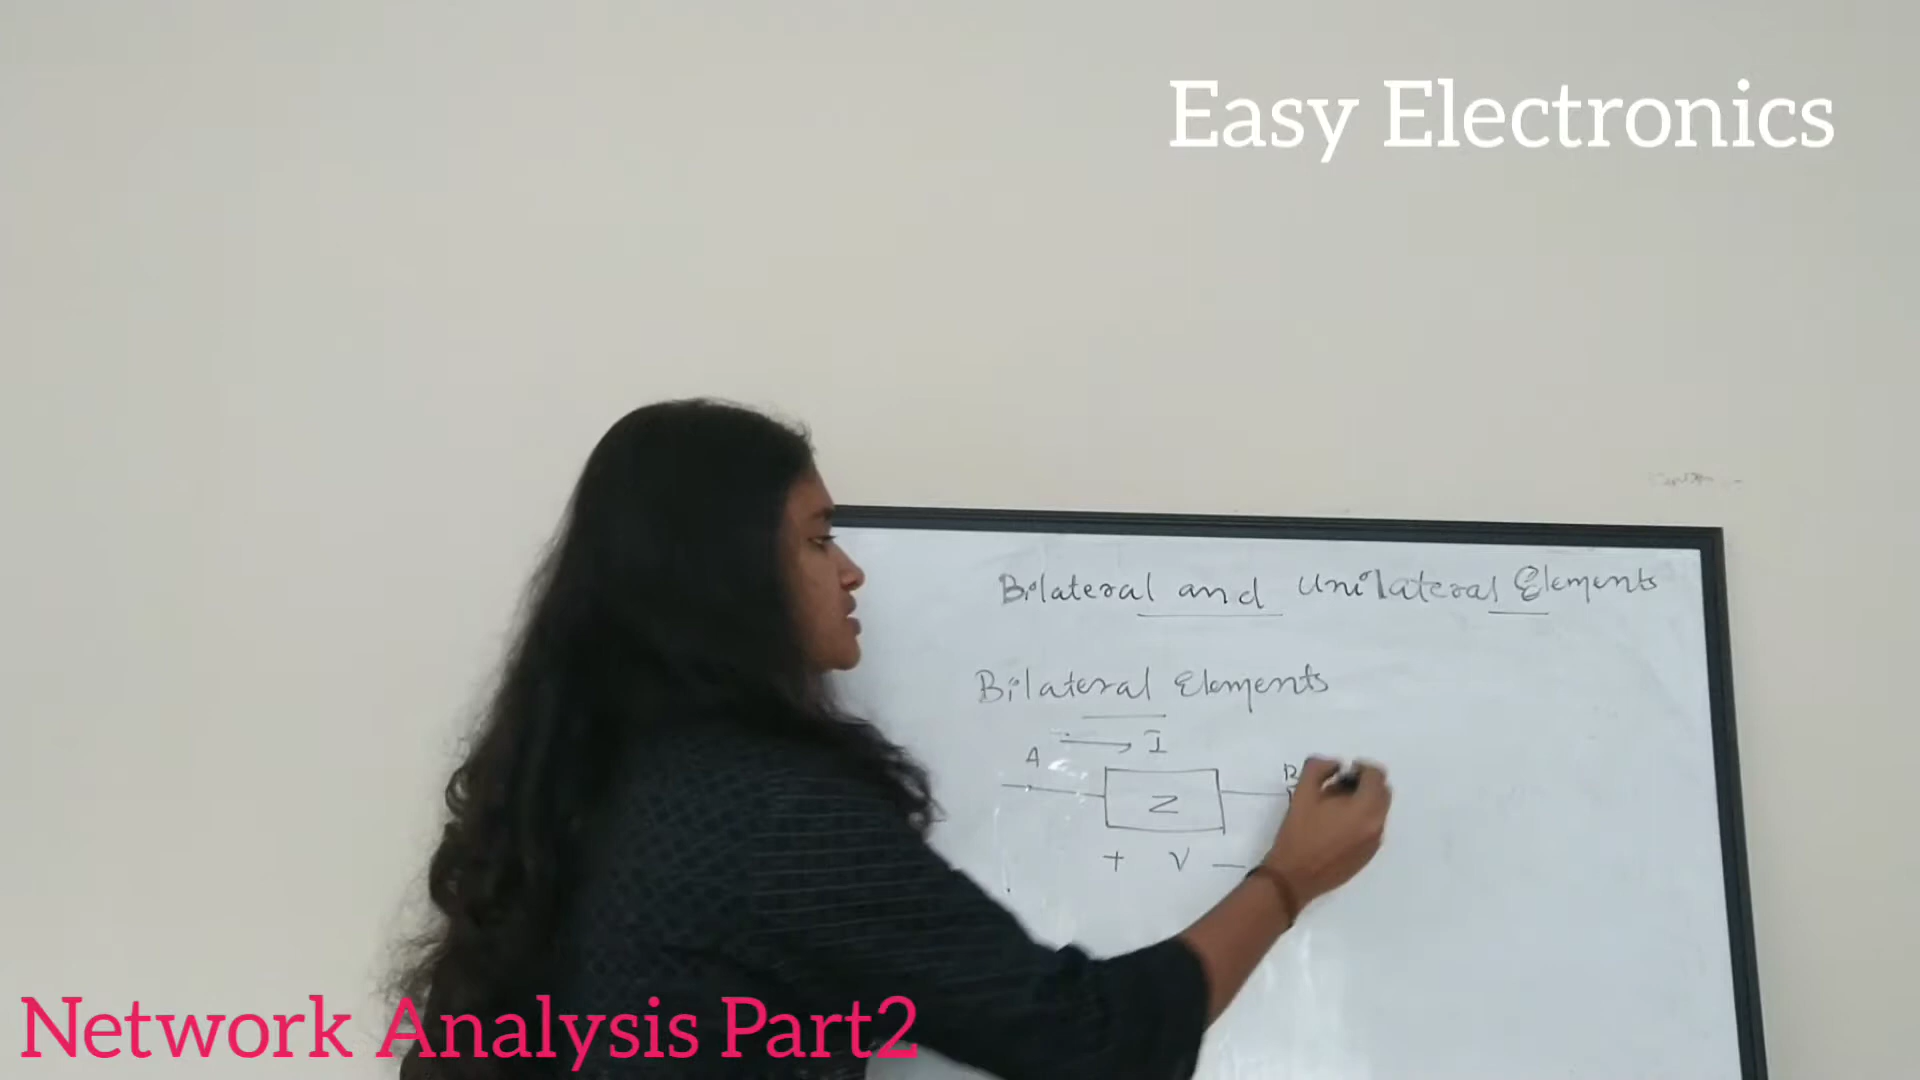 Easy Electronics
Bilateral and Unilateral Elements
Bilateral Elements
I
A
B
Z
+ V —
Network Analysis Part2